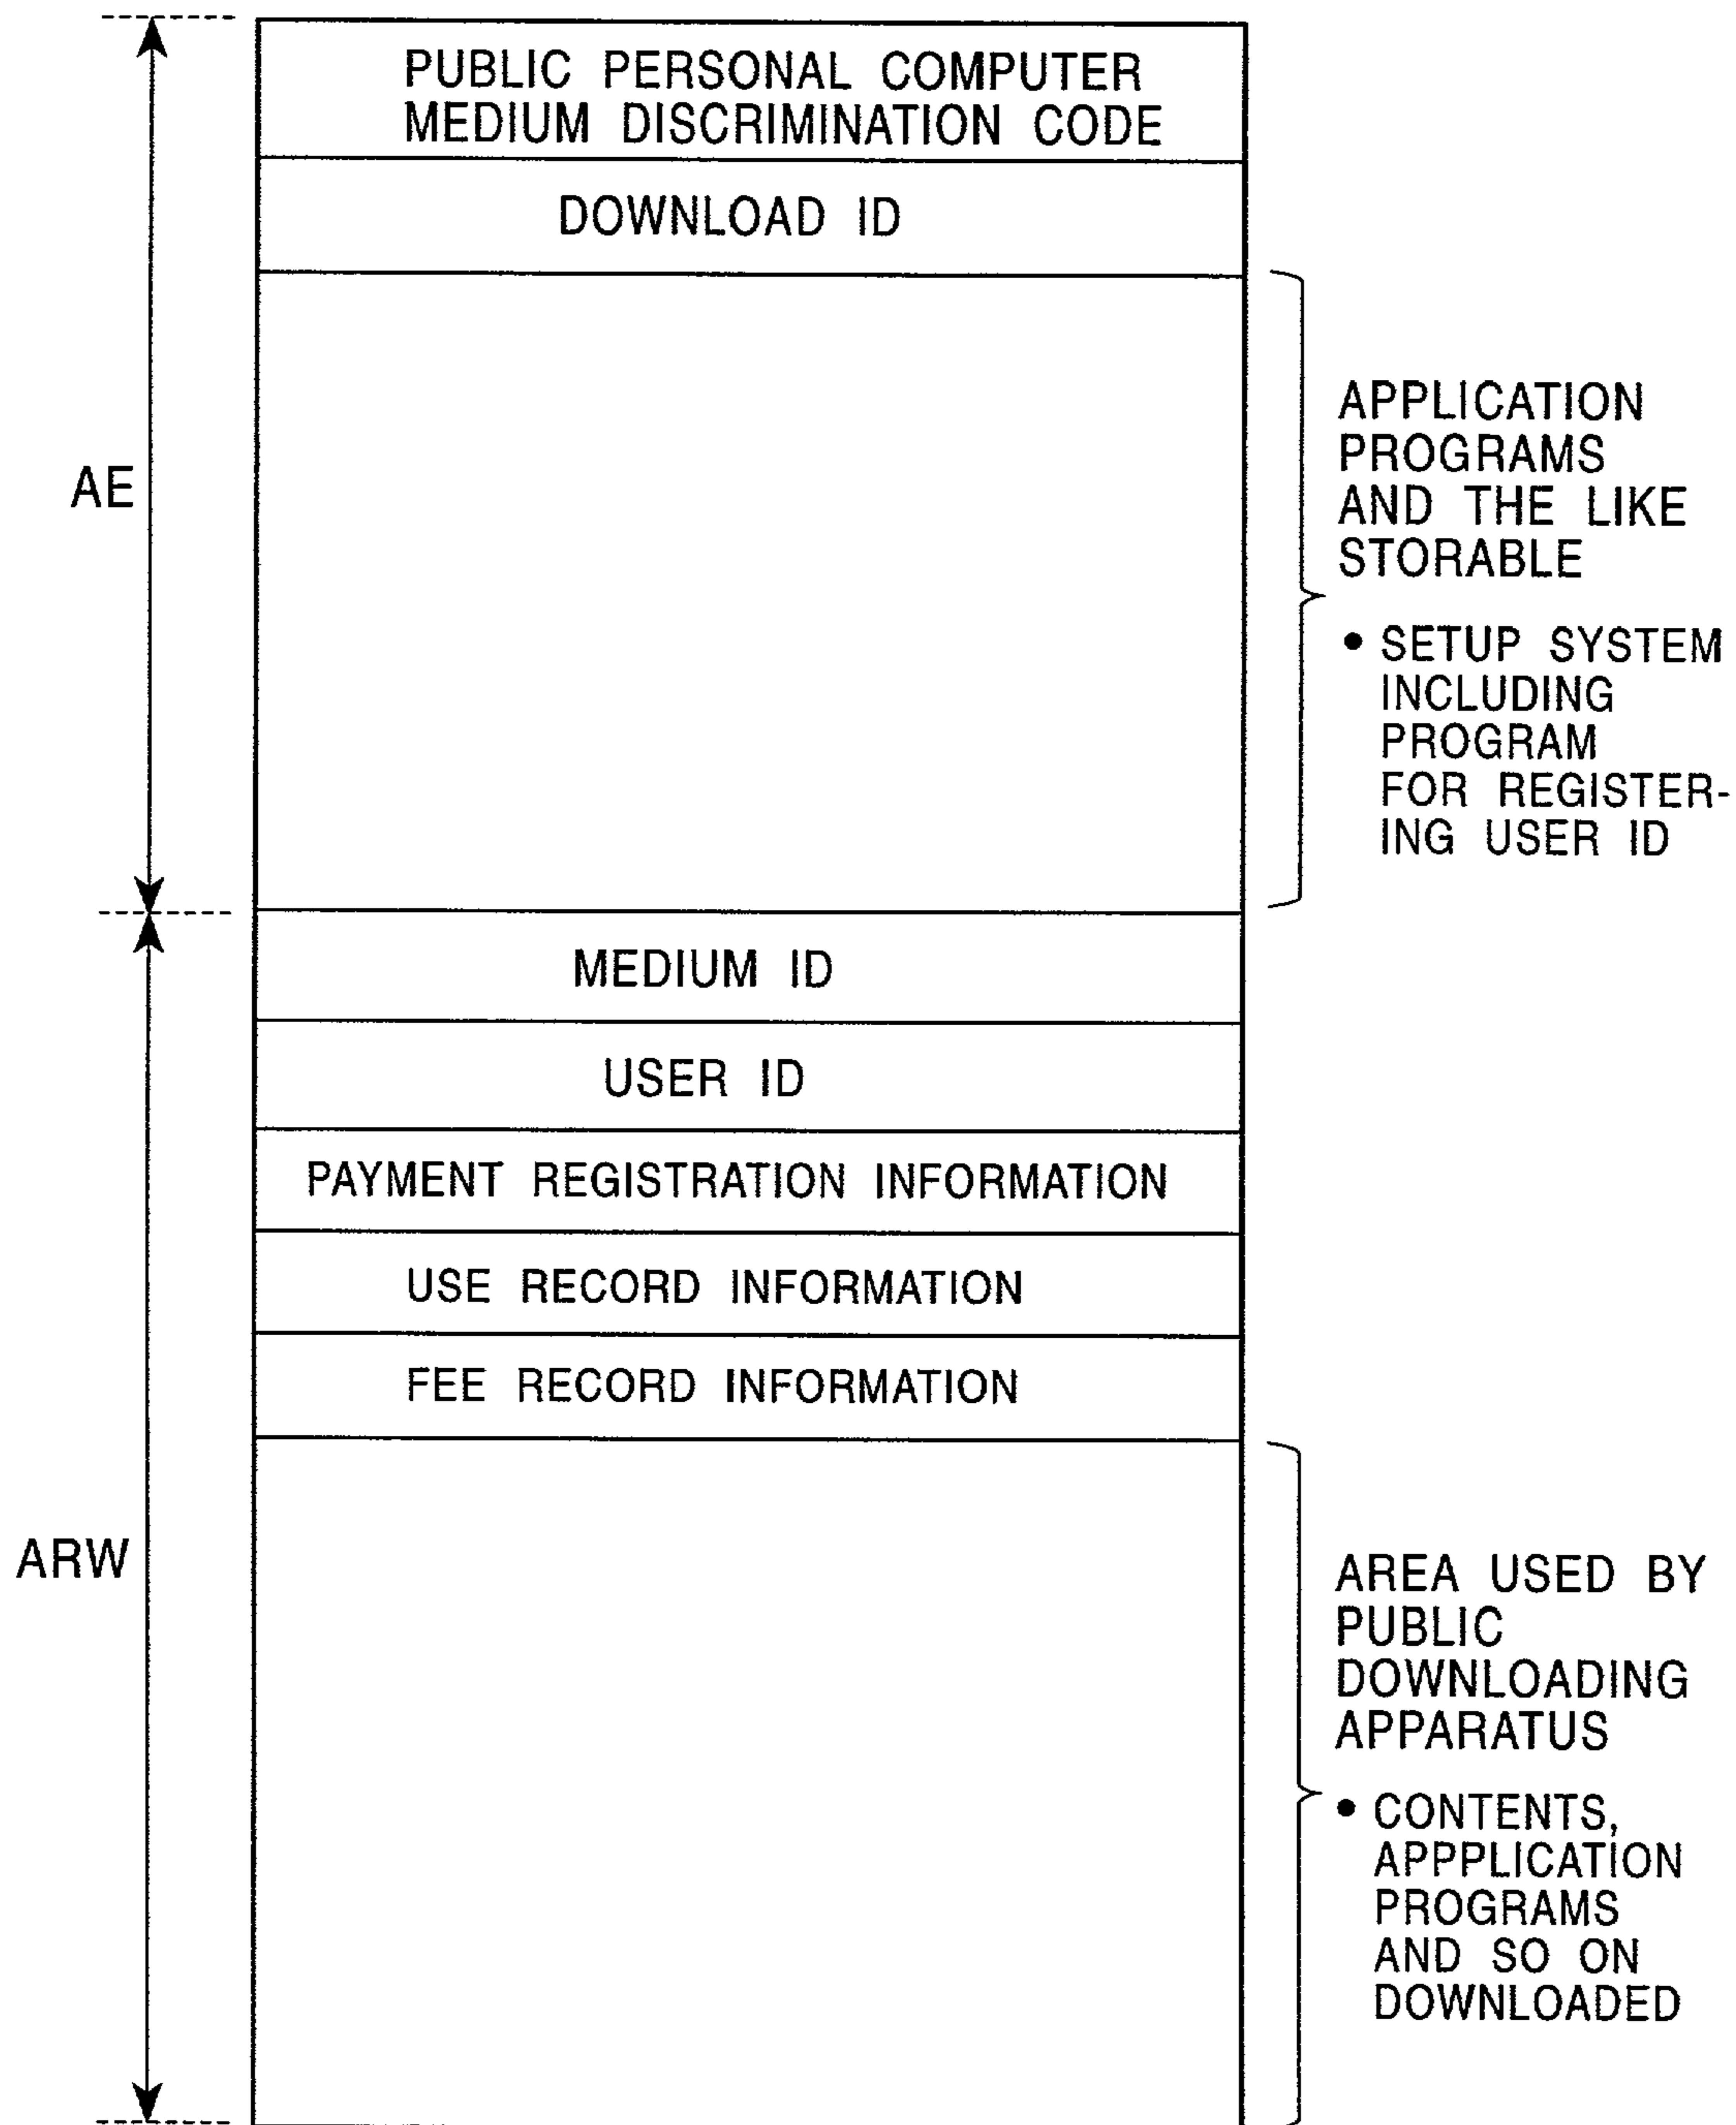 PUBLIC PERSONAL COMPUTER
MEDIUM DISCRIMINATION CODE
DOWNLOAD ID
AE
APPLICATION
PROGRAMS
AND THE LIKE
STORABLE
• SETUP SYSTEM
INCLUDING
PROGRAM
FOR REGISTER-
ING USER ID
MEDIUM ID
USER ID
PAYMENT REGISTRATION INFORMATION
USE RECORD INFORMATION
FEE RECORD INFORMATION
ARW
AREA USED BY
PUBLIC
DOWNLOADING
APPARATUS
• CONTENTS,
APPPLICATION
PROGRAMS
AND SO ON
DOWNLOADED